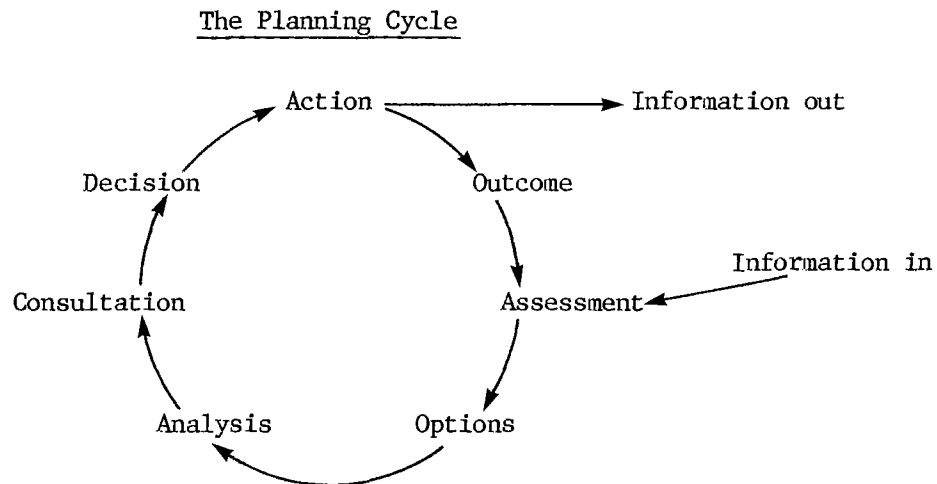 The Planning Cycle
Action
Information out
Decision
Outcome
Information in
Consultation
Assessment
Analysis
Options